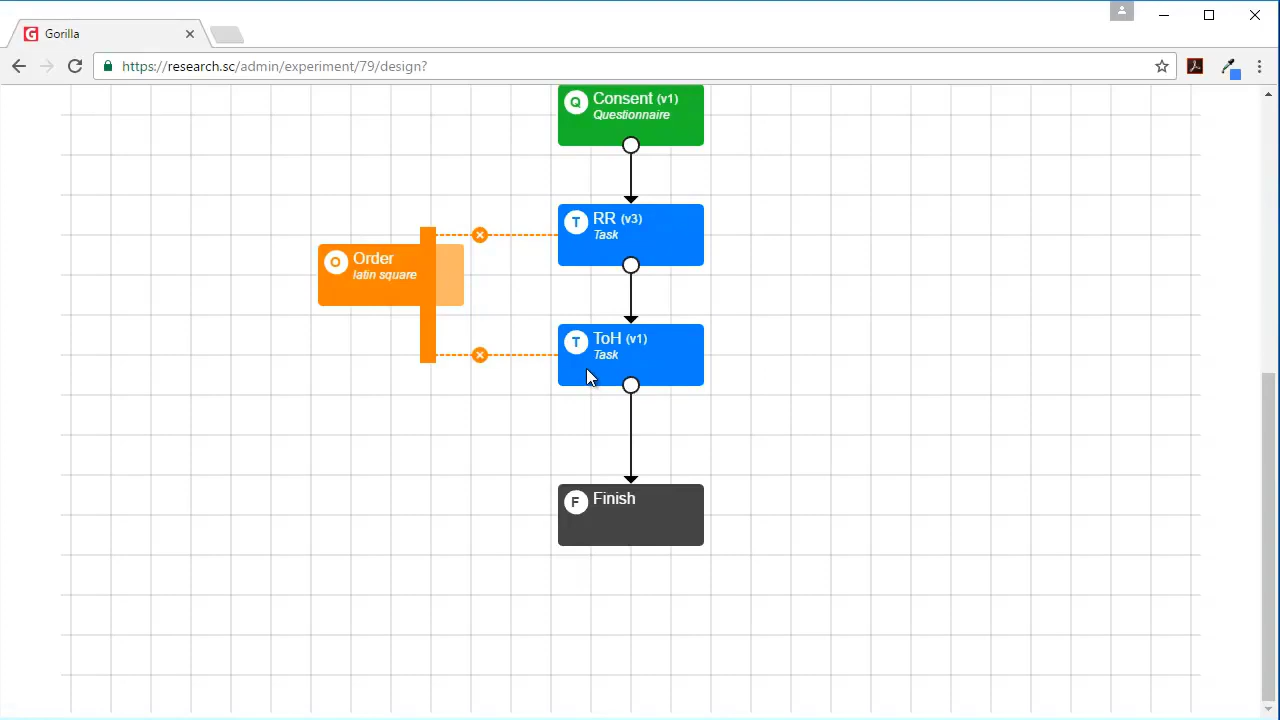 G Gorilla
https://research.sc/admin/experiment/79/design?
Q Consent (v1)
Questionnaire
T RR (v3)
Task
O Order
latin square
T ToH (v1)
Task
F Finish